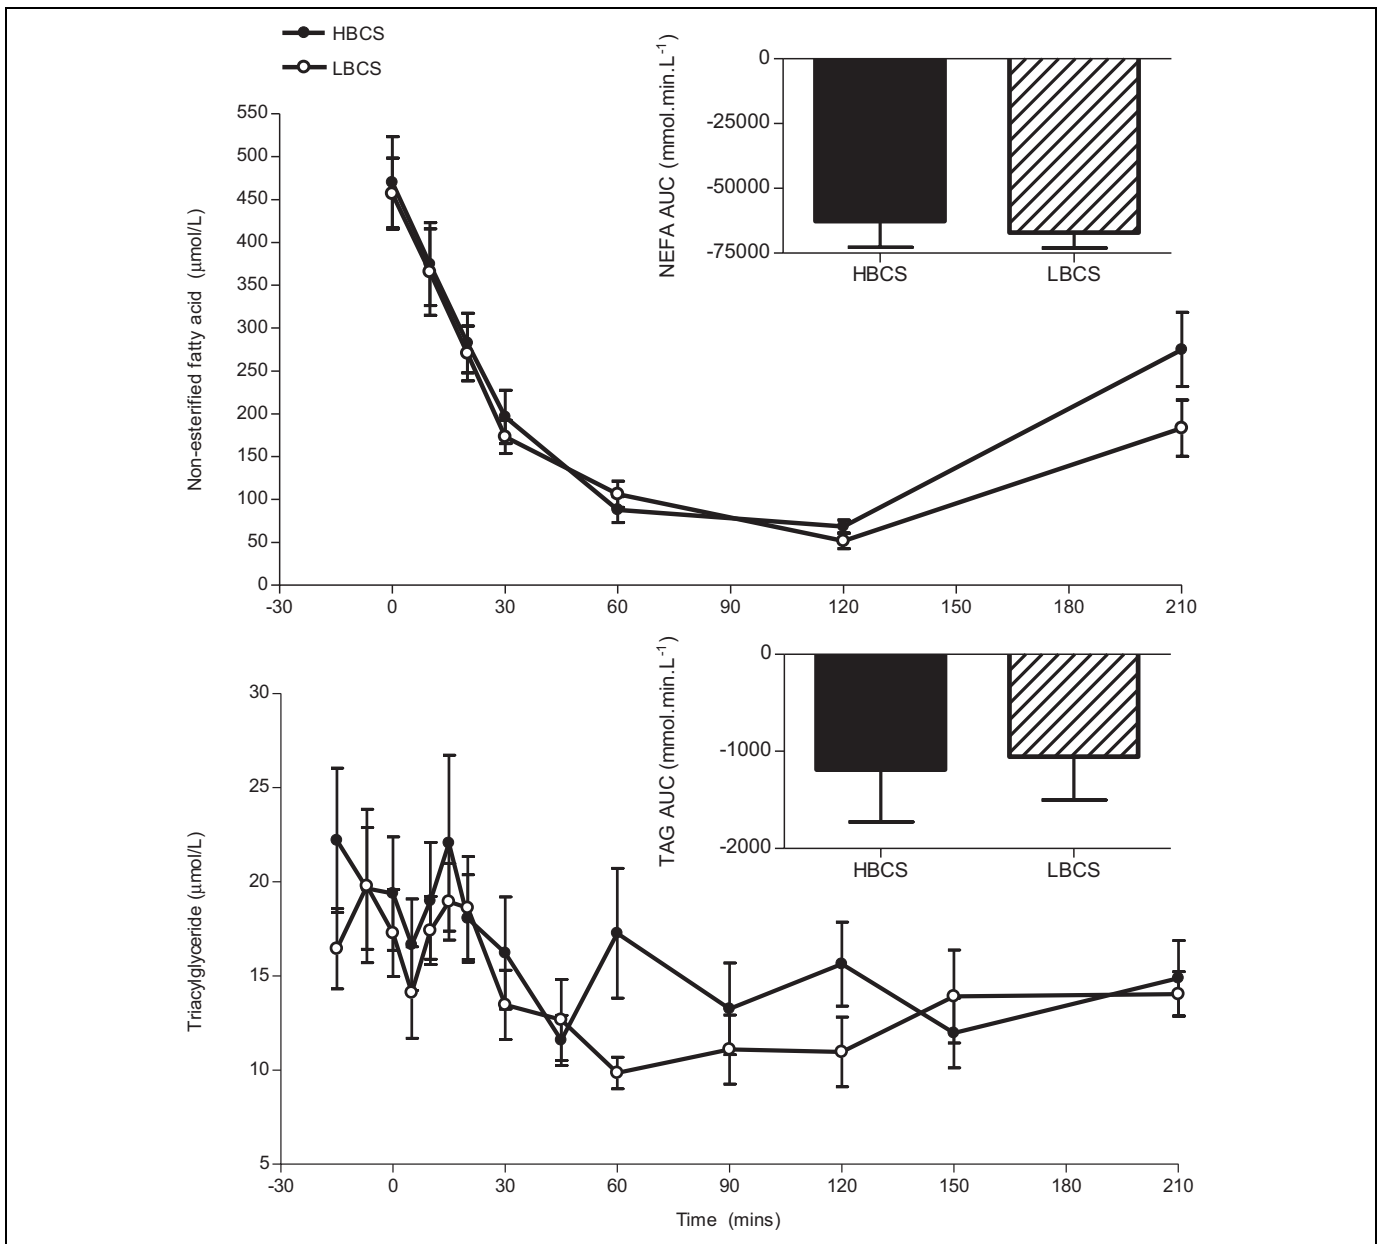 HBCS
LBCS
NEFA AUC (mmol.min.L-1)
0
-25000
-50000
-75000
HBCS LBCS
Non-esterified fatty acid (μmol/L)
550
500
450
400
350
300
250
200
150
100
50
0
-30 0 30 60 90 120 150 180 210
TAG AUC (mmol.min.L-1)
0
-1000
-2000
HBCS LBCS
Triacylglyceride (μmol/L)
30
25
20
15
10
5
-30 0 30 60 90 120 150 180 210
Time (mins)